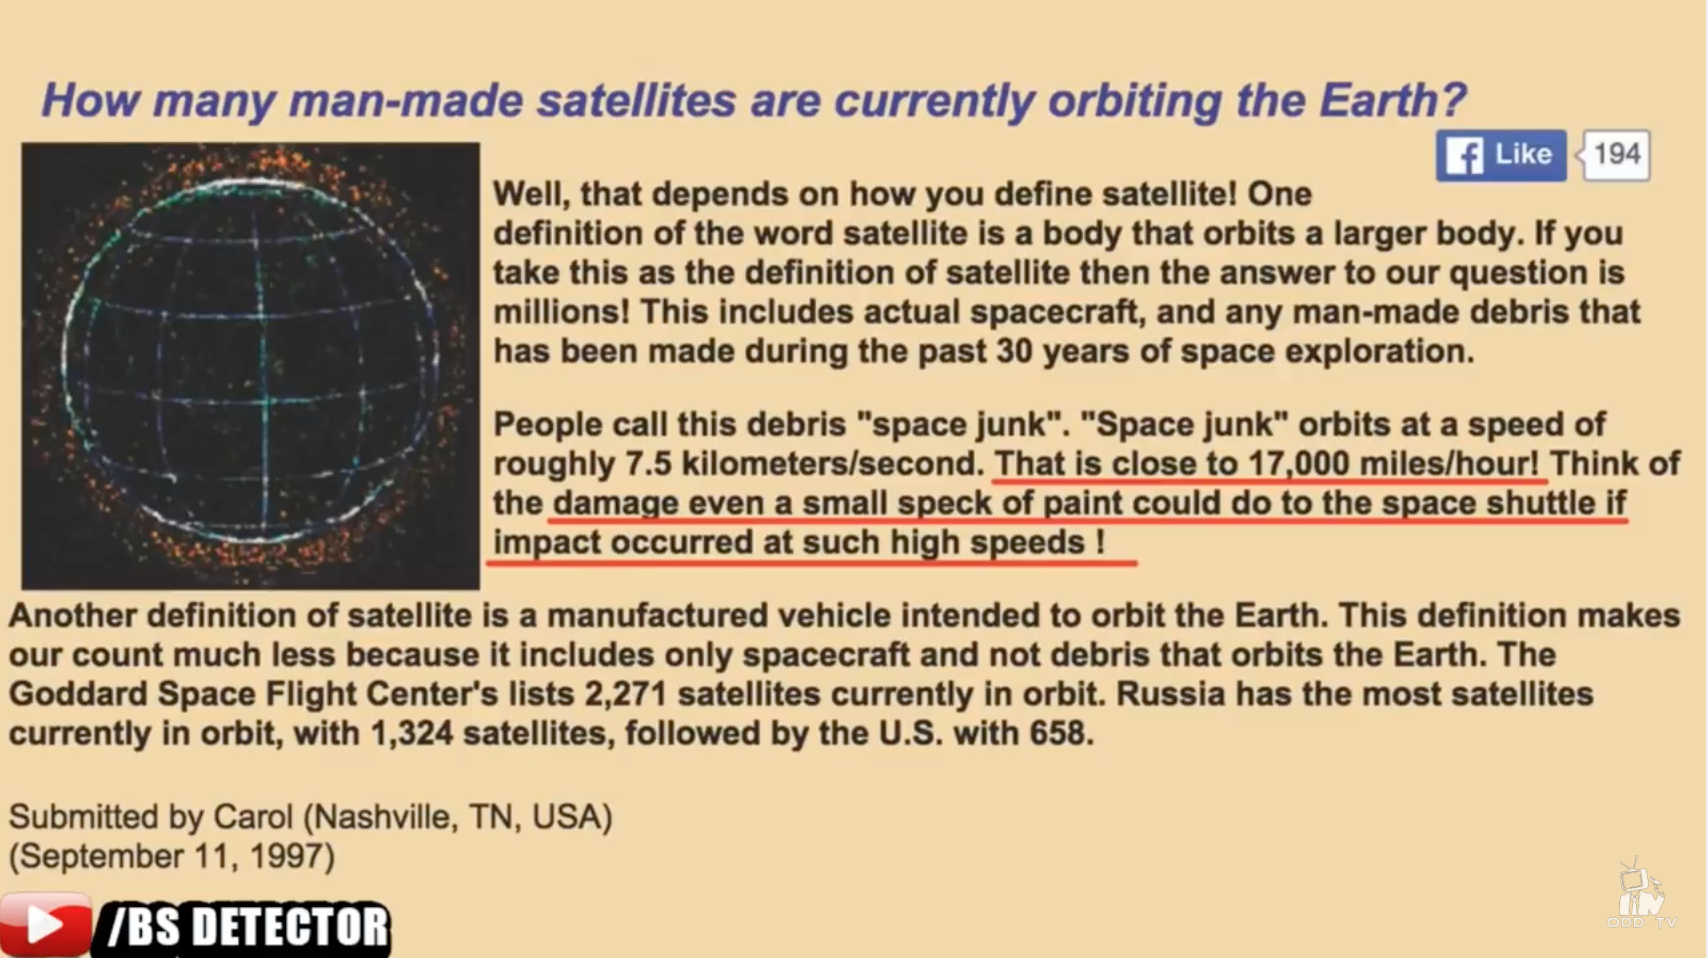 How many man-made satellites are currently orbiting the Earth?
Like
194
Well, that depends on how you define satellite! One
definition of the word satellite is a body that orbits a larger body. If you
take this as the definition of satellite then the answer to our question is
millions! This includes actual spacecraft, and any man-made debris that
has been made during the past 30 years of space exploration.
People call this debris "space junk". "Space junk" orbits at a speed of
roughly 7.5 kilometers/second. That is close to 17,000 miles/hour! Think of
the damage even a small speck of paint could do to the space shuttle if
impact occurred at such high speeds !
Another definition of satellite is a manufactured vehicle intended to orbit the Earth. This definition makes
our count much less because it includes only spacecraft and not debris that orbits the Earth. The
Goddard Space Flight Center's lists 2,271 satellites currently in orbit. Russia has the most satellites
currently in orbit, with 1,324 satellites, followed by the U.S. with 658.
Submitted by Carol (Nashville, TN, USA)
(September 11, 1997)
/BS DETECTOR
ODD TV